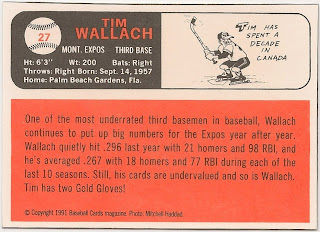 27
TIM
WALLACH
MONT. EXPOS THIRD BASE
Ht: 6'3" Wt: 200 Bats: Right
Throws: Right Born: Sept. 14, 1957
Home: Palm Beach Gardens, Fla.
TIM HAS
SPENT A
DECADE
IN
CANADA
One of the most underrated third basemen in baseball, Wallach
continues to put up big numbers for the Expos year after year.
Wallach quietly hit .296 last year with 21 homers and 98 RBI, and
he's averaged .267 with 18 homers and 77 RBI during each of the
last 10 seasons. Still, his cards are undervalued and so is Wallach.
Tim has two Gold Gloves!
© Copyright 1991 Baseball Cards magazine. Photo: Mitchell Haddad.